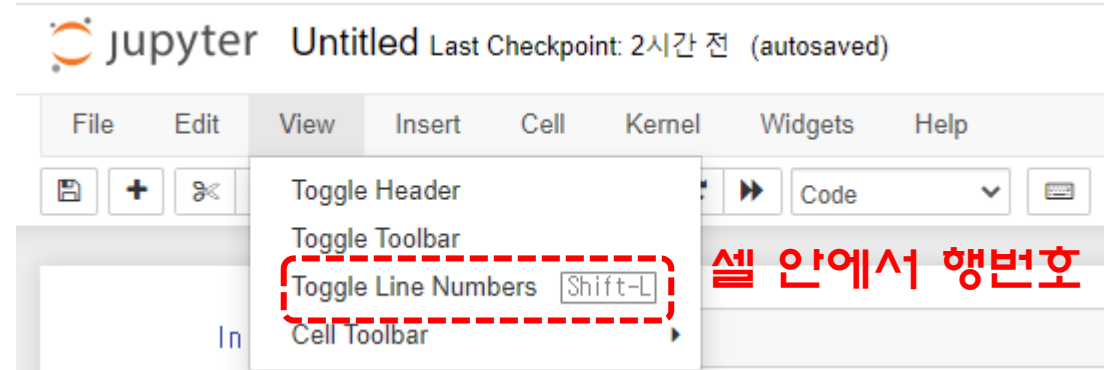 jupyter Untitled Last Checkpoint: 2시간 전 (autosaved)
File Edit View Insert Cell Kernel Widgets Help
Code
Toggle Header
Toggle Toolbar
Toggle Line Numbers Shift-L
셀 안에서 행번호
Cell Toolbar
In